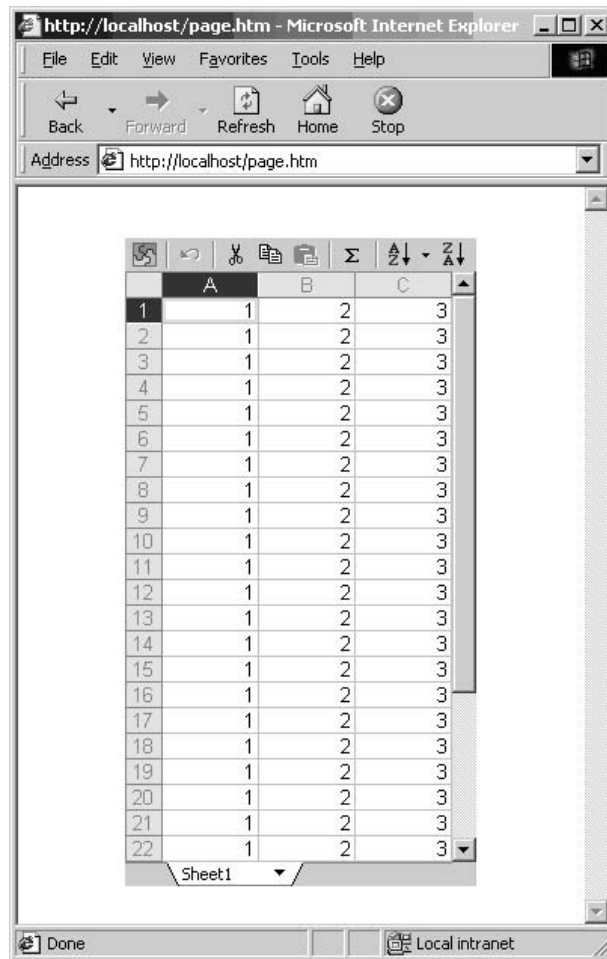 http://localhost/page.htm - Microsoft Internet Explorer
File Edit View Favorites Tools Help
Back Forward Refresh Home Stop
Address http://localhost/page.htm
Σ A Z Z A
A B C
1 1 2 3
2 1 2 3
3 1 2 3
4 1 2 3
5 1 2 3
6 1 2 3
7 1 2 3
8 1 2 3
9 1 2 3
10 1 2 3
11 1 2 3
12 1 2 3
13 1 2 3
14 1 2 3
15 1 2 3
16 1 2 3
17 1 2 3
18 1 2 3
19 1 2 3
20 1 2 3
21 1 2 3
22 1 2 3
Sheet1
Done Local intranet